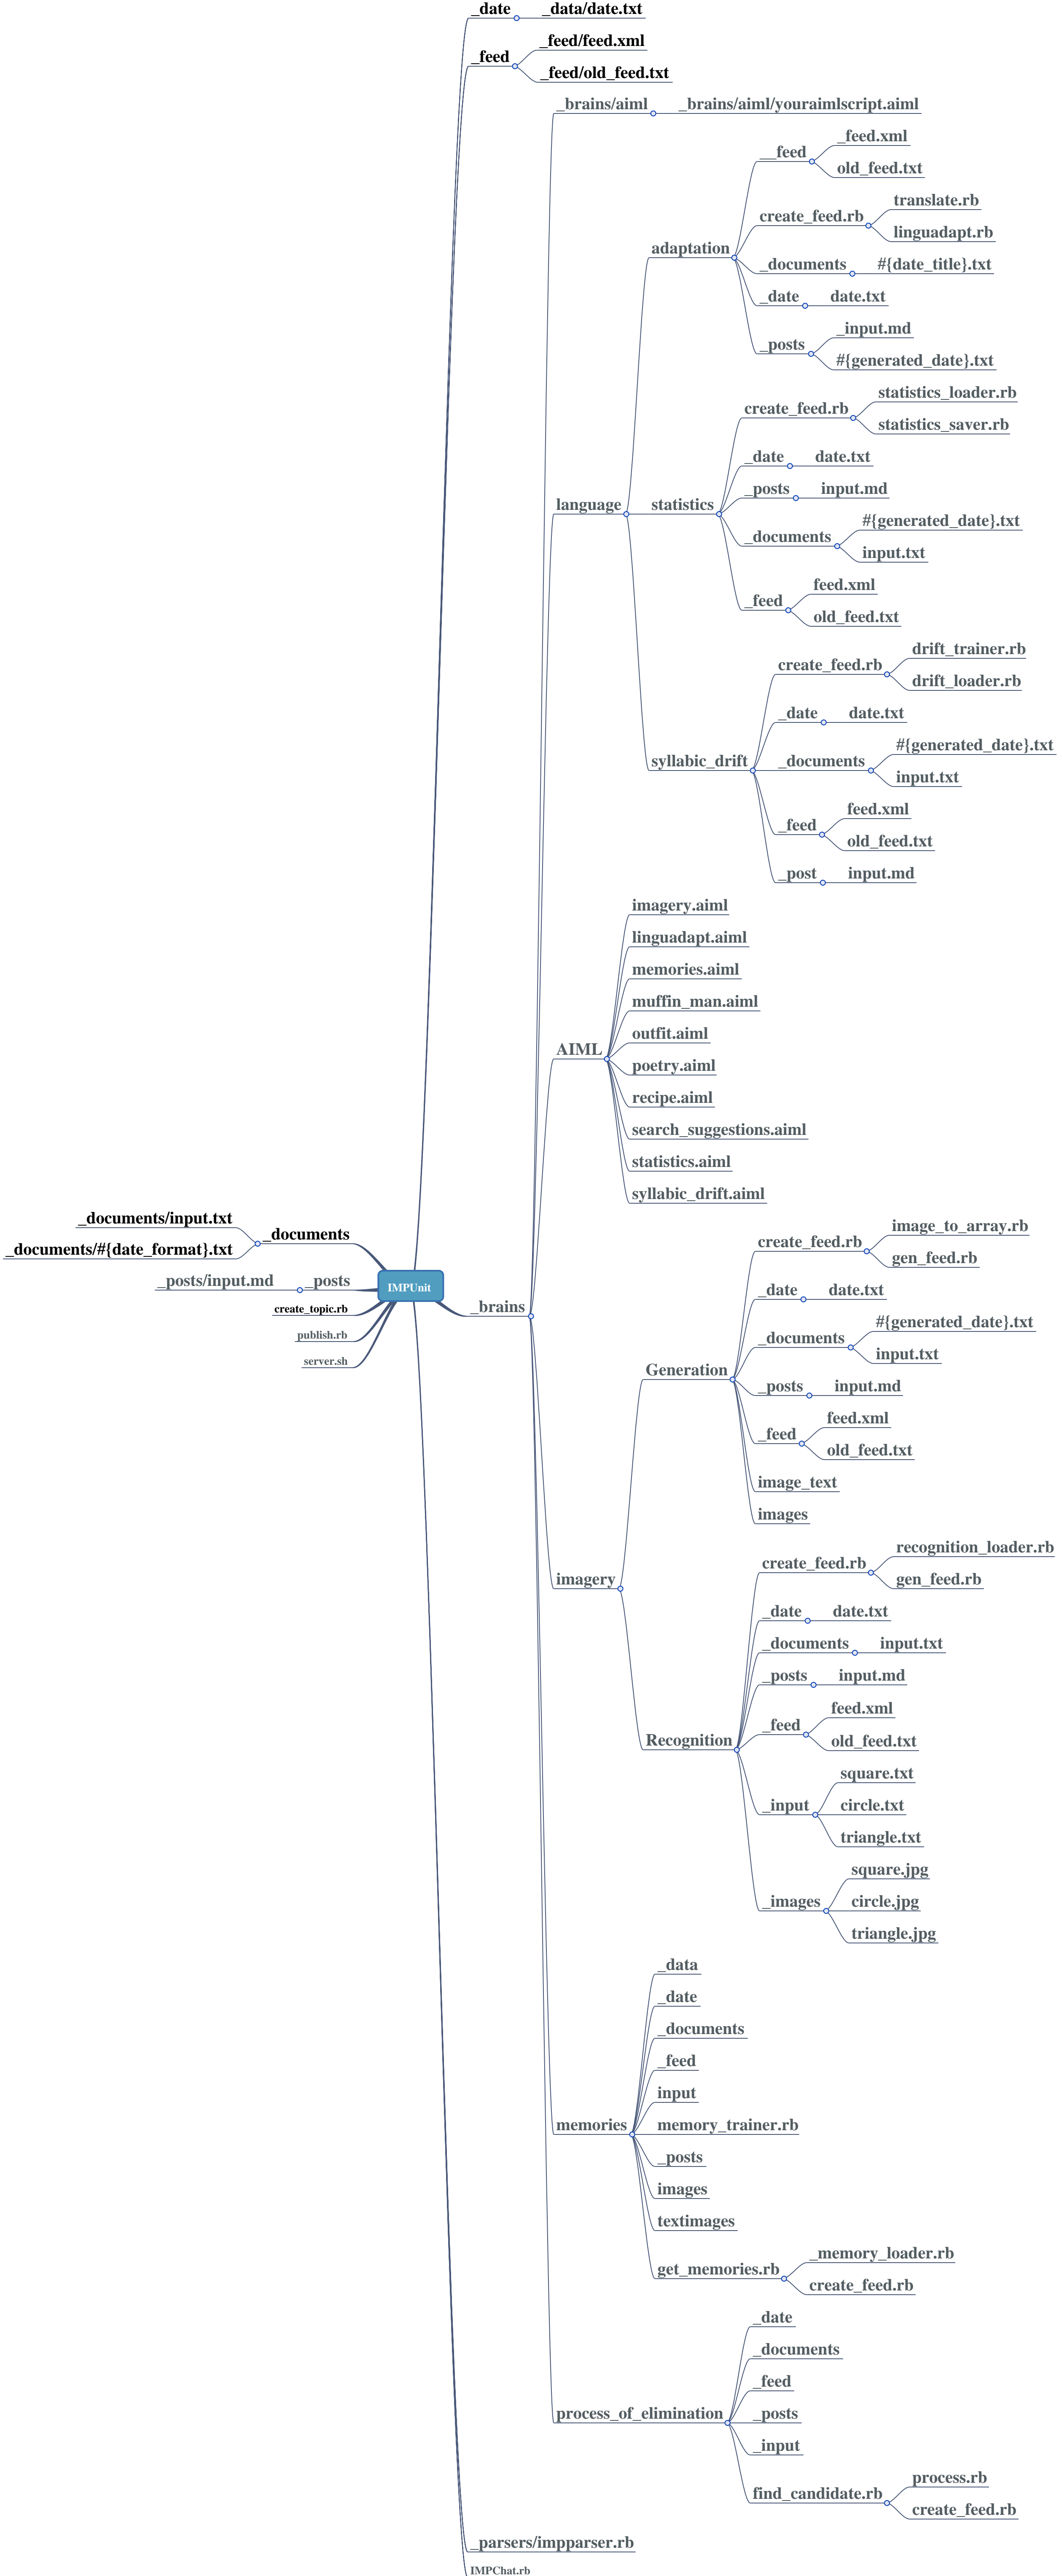 _date
_data/date.txt
_feed
_feed/feed.xml
_feed/old_feed.txt
_brains/aiml
_brains/aiml/youraimlscript.aiml
language
adaptation
__feed
_feed.xml
old_feed.txt
create_feed.rb
translate.rb
linguadapt.rb
_documents
#{date_title}.txt
_date
date.txt
_posts
_input.md
#{generated_date}.txt
statistics
create_feed.rb
statistics_loader.rb
statistics_saver.rb
_date
date.txt
_posts
input.md
_documents
#{generated_date}.txt
input.txt
_feed
feed.xml
old_feed.txt
syllabic_drift
create_feed.rb
drift_trainer.rb
drift_loader.rb
_date
date.txt
_documents
#{generated_date}.txt
input.txt
_feed
feed.xml
old_feed.txt
_post
input.md
AIML
imagery.aiml
linguadapt.aiml
memories.aiml
muffin_man.aiml
outfit.aiml
poetry.aiml
recipe.aiml
search_suggestions.aiml
statistics.aiml
syllabic_drift.aiml
_documents/input.txt
_documents/#{date_format}.txt
_documents
_posts/input.md
_posts
create_topic.rb
publish.rb
server.sh
IMPUnit
_brains
imagery
Generation
create_feed.rb
image_to_array.rb
gen_feed.rb
_date
date.txt
_documents
#{generated_date}.txt
input.txt
_posts
input.md
_feed
feed.xml
old_feed.txt
image_text
images
Recognition
create_feed.rb
recognition_loader.rb
gen_feed.rb
_date
date.txt
_documents
input.txt
_posts
input.md
_feed
feed.xml
old_feed.txt
_input
square.txt
circle.txt
triangle.txt
_images
square.jpg
circle.jpg
triangle.jpg
memories
_data
_date
_documents
_feed
input
memory_trainer.rb
_posts
images
textimages
get_memories.rb
_memory_loader.rb
create_feed.rb
process_of_elimination
_date
_documents
_feed
_posts
_input
find_candidate.rb
process.rb
create_feed.rb
_parsers/impparser.rb
IMPChat.rb